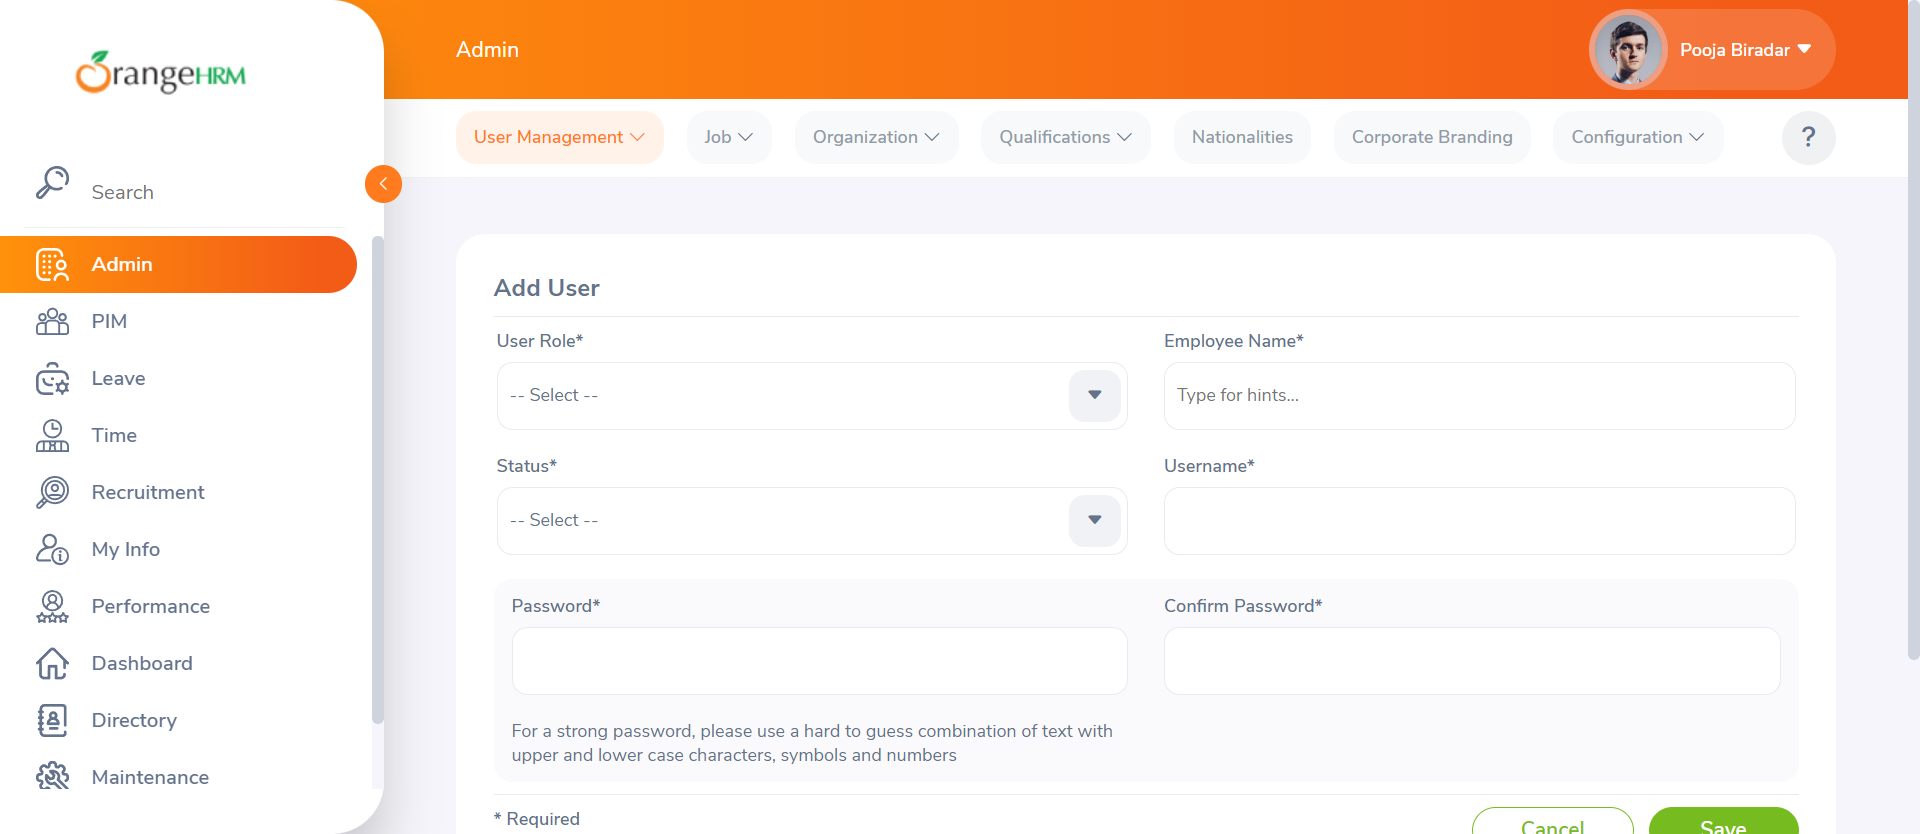 OrangeHRM
Search
Admin
PIM
Leave
Time
Recruitment
My Info
Performance
Dashboard
Directory
Maintenance
Admin
Pooja Biradar
User Management
Job
Organization
Qualifications
Nationalities
Corporate Branding
Configuration
?
Add User
User Role*
-- Select --
Employee Name*
Type for hints...
Status*
-- Select --
Username*
Password*
Confirm Password*
For a strong password, please use a hard to guess combination of text with
upper and lower case characters, symbols and numbers
* Required
Cancel
Save